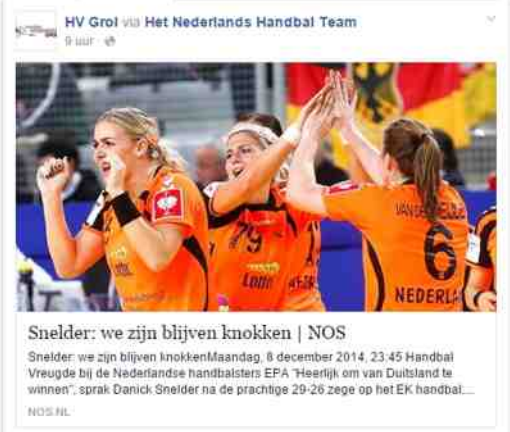 HV Grol via Het Nederlands Handbal Team
9 uur
79
Lotto
6
NEDERLA
Snelder: we zijn blijven knokken | NOS
Snelder: we zijn blijven knokkenMaandag, 8 december 2014, 23:45 Handbal
Vreugde bij de Nederlandse handbalsters EPA "Heerlijk om van Duitsland te
winnen", sprak Danick Snelder na de prachtige 29-26 zege op het EK handbal:...
NOS.NL